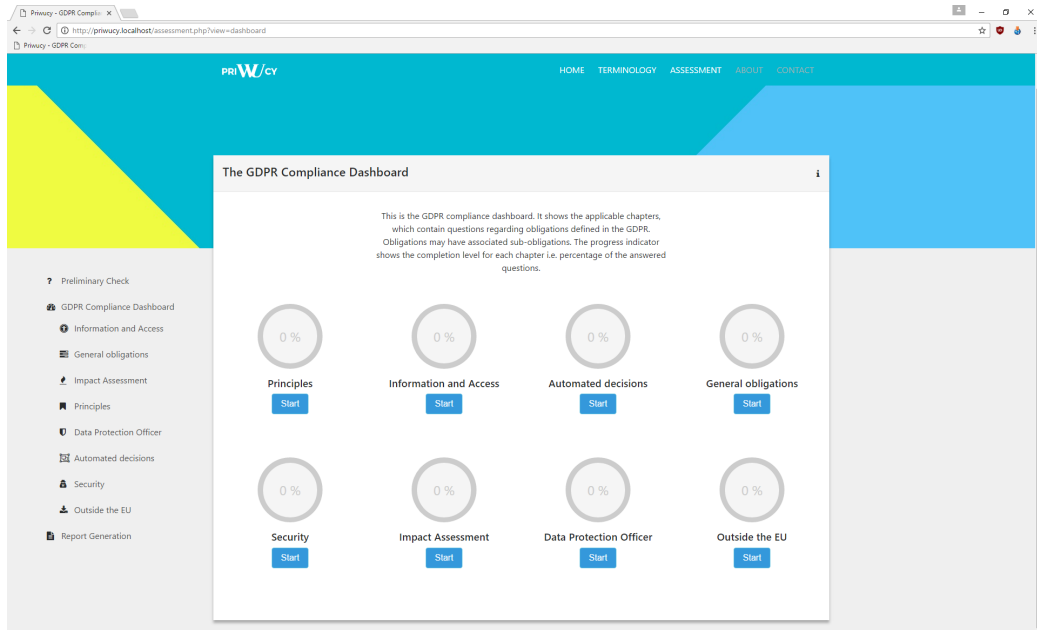 Priwucy - GDPR Complian
http://priwucy.localhost/assessment.php?view=dashboard
Priwucy - GDPR Com
PRIWUCY
HOME TERMINOLOGY ASSESSMENT ABOUT CONTACT
The GDPR Compliance Dashboard
This is the GDPR compliance dashboard. It shows the applicable chapters,
which contain questions regarding obligations defined in the GDPR.
Obligations may have associated sub-obligations. The progress indicator
shows the completion level for each chapter i.e. percentage of the answered
questions.
? Preliminary Check
GDPR Compliance Dashboard
Information and Access
General obligations
Impact Assessment
Principles
Data Protection Officer
Automated decisions
Security
Outside the EU
Report Generation
0 % 0 % 0 % 0 %
Principles Information and Access Automated decisions General obligations
Start Start Start Start
0 % 0 % 0 % 0 %
Security Impact Assessment Data Protection Officer Outside the EU
Start Start Start Start